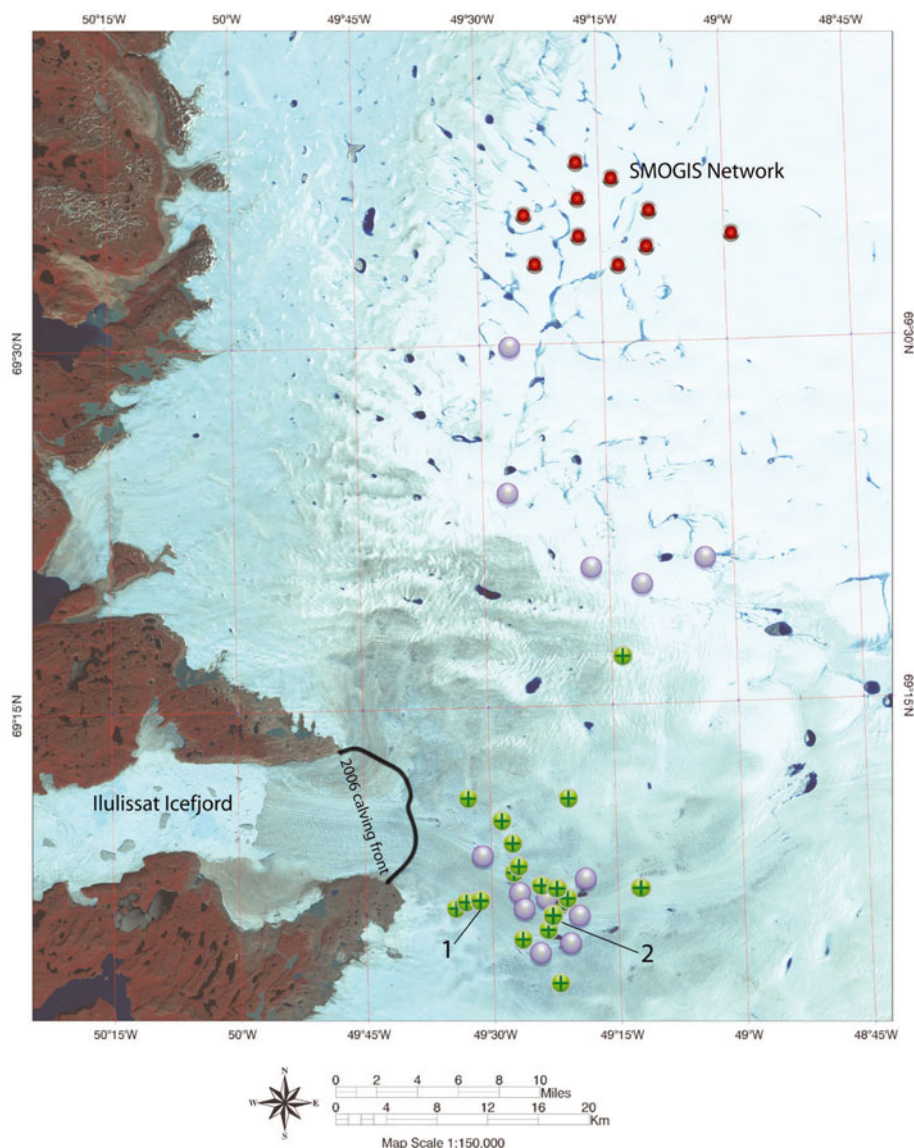 50°15'W 50°W 49°45'W 49°30'W 49°15'W 49°W 48°45'W
SMOGIS Network
69°30'N 69°30'N
69°15'N 69°15'N
2006 calving front
Ilulissat Icefjord
1 2
50°15'W 50°W 49°45'W 49°30'W 49°15'W 49°W 48°45'W
N
W E
S
0 2 4 6 8 10
Miles
0 4 8 12 16 20
Km
Map Scale 1:150,000